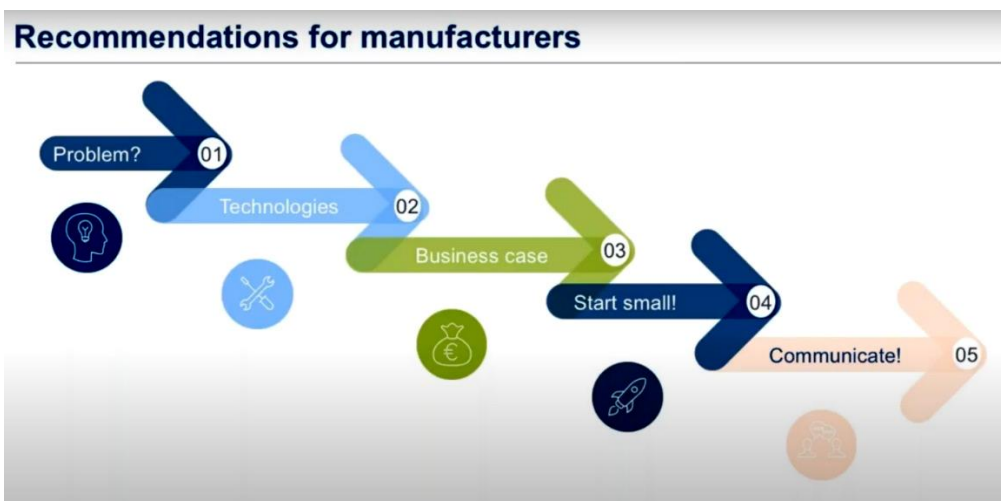 Recommendations for manufacturers
Problem?
01
Technologies
02
Business case
03
€
Start small!
04
Communicate!
05